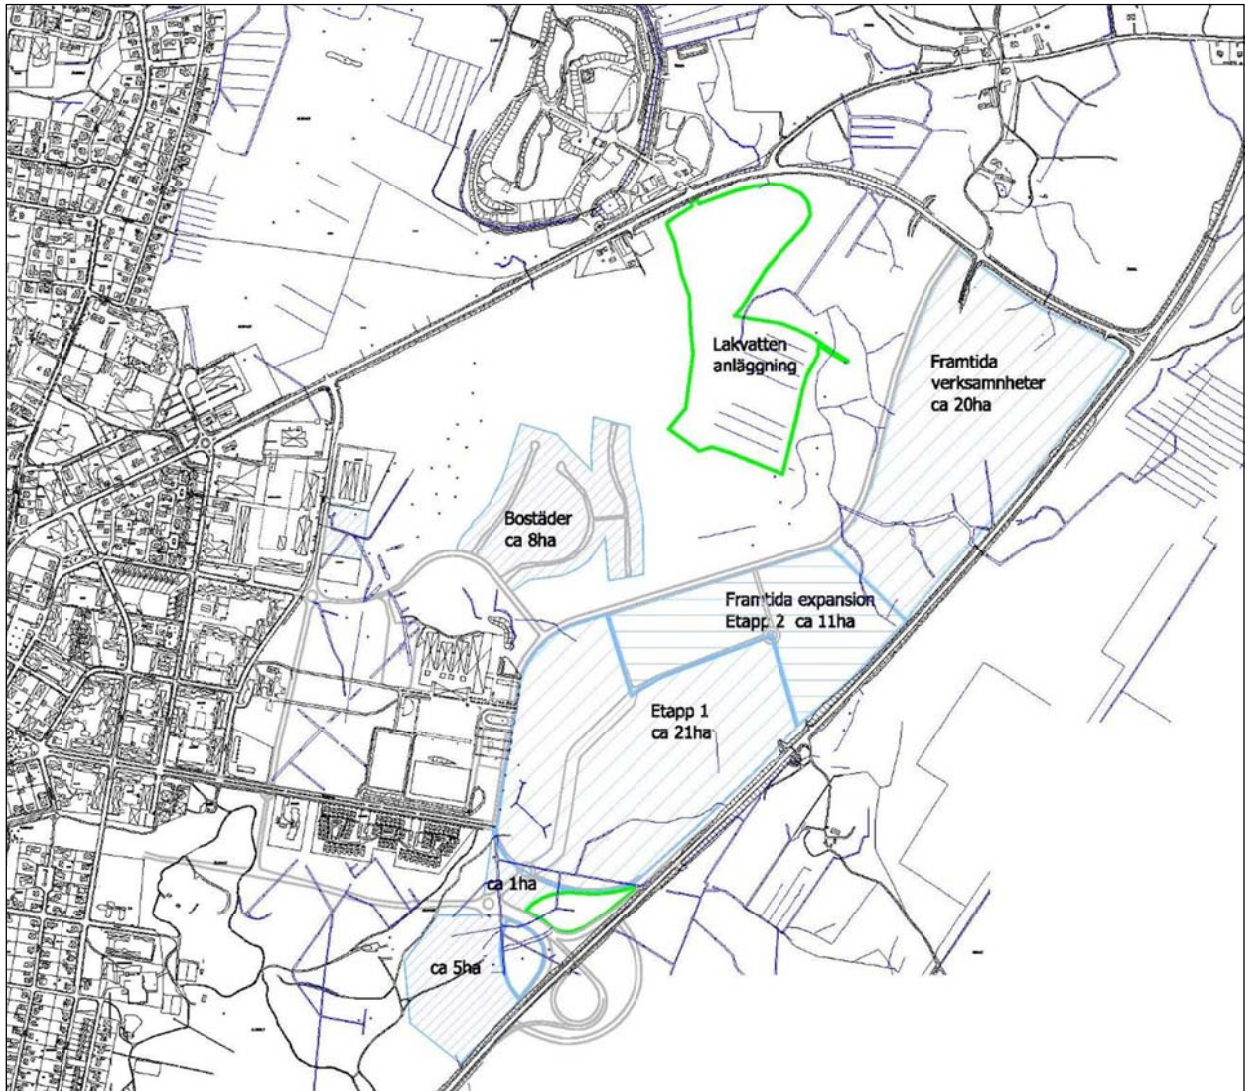 Lakvatten
anläggning
Framtida
verksamnheter
ca 20ha
Bostäder
ca 8ha
Framtida expansion
Etapp 2 ca 11ha
Etapp 1
ca 21ha
ca 1ha
ca 5ha